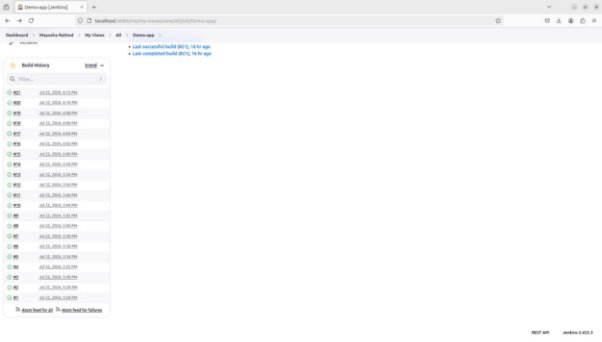 Demo-app [Jenkins]
localhost:8080/me/my-views/view/all/job/Demo-app/
Dashboard > Mayusha Rathod > My Views > All > Demo-app >
Last successful build (#21), 16 hr ago
Last completed build (#21), 16 hr ago
Build History trend
Filter... /
#21 Jul 22, 2024, 6:12 PM
#20 Jul 22, 2024, 6:10 PM
#19 Jul 22, 2024, 6:08 PM
#18 Jul 22, 2024, 6:06 PM
#17 Jul 22, 2024, 6:04 PM
#16 Jul 22, 2024, 6:02 PM
#15 Jul 22, 2024, 6:00 PM
#14 Jul 22, 2024, 5:58 PM
#13 Jul 22, 2024, 5:56 PM
#12 Jul 22, 2024, 5:54 PM
#11 Jul 22, 2024, 5:46 PM
#10 Jul 22, 2024, 5:44 PM
#9 Jul 22, 2024, 5:42 PM
#8 Jul 22, 2024, 5:40 PM
#7 Jul 22, 2024, 5:38 PM
#6 Jul 22, 2024, 5:36 PM
#5 Jul 22, 2024, 5:34 PM
#4 Jul 22, 2024, 5:32 PM
#3 Jul 22, 2024, 5:30 PM
#2 Jul 22, 2024, 5:28 PM
#1 Jul 22, 2024, 5:28 PM
Atom feed for all Atom feed for failures
REST API Jenkins 2.452.3